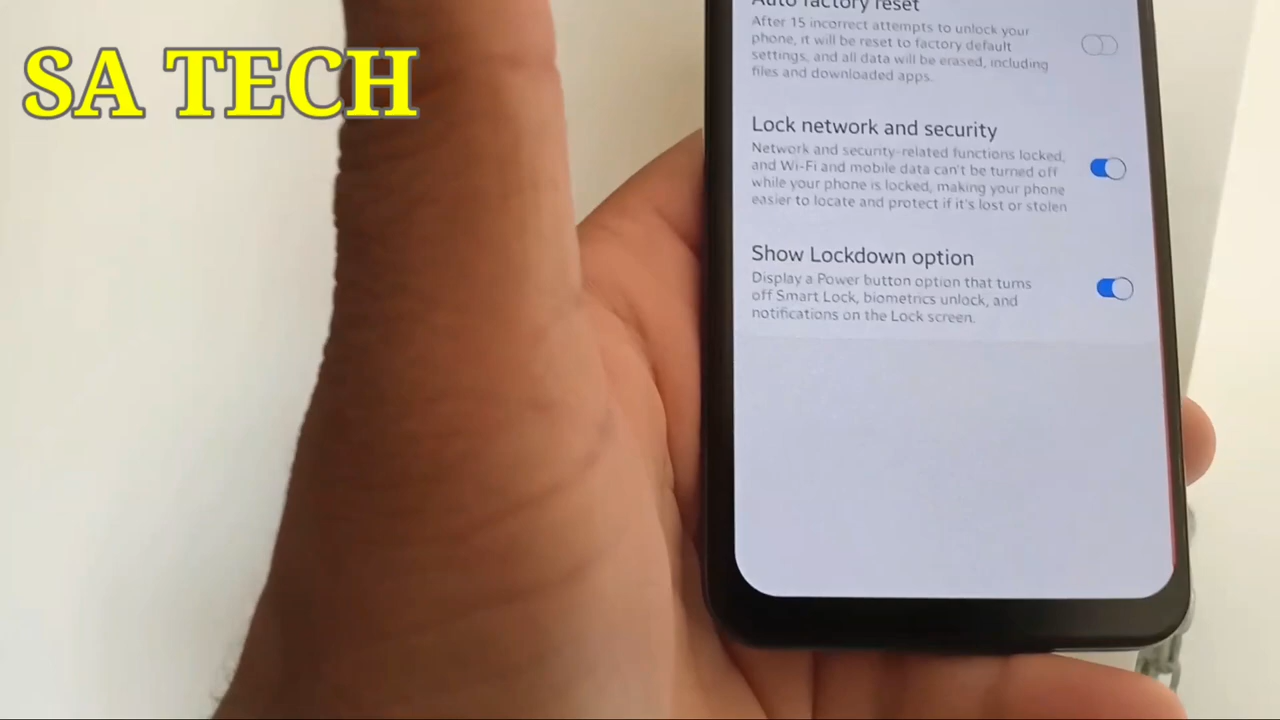 SA TECH
Auto factory reset
After 15 incorrect attempts to unlock your
phone, it will be reset to factory default
settings, and all data will be erased, including
files and downloaded apps.
Lock network and security
Network and security-related functions locked,
and Wi-Fi and mobile data can't be turned off
while your phone is locked, making your phone
easier to locate and protect if it's lost or stolen
Show Lockdown option
Display a Power button option that turns
off Smart Lock, biometrics unlock, and
notifications on the Lock screen.